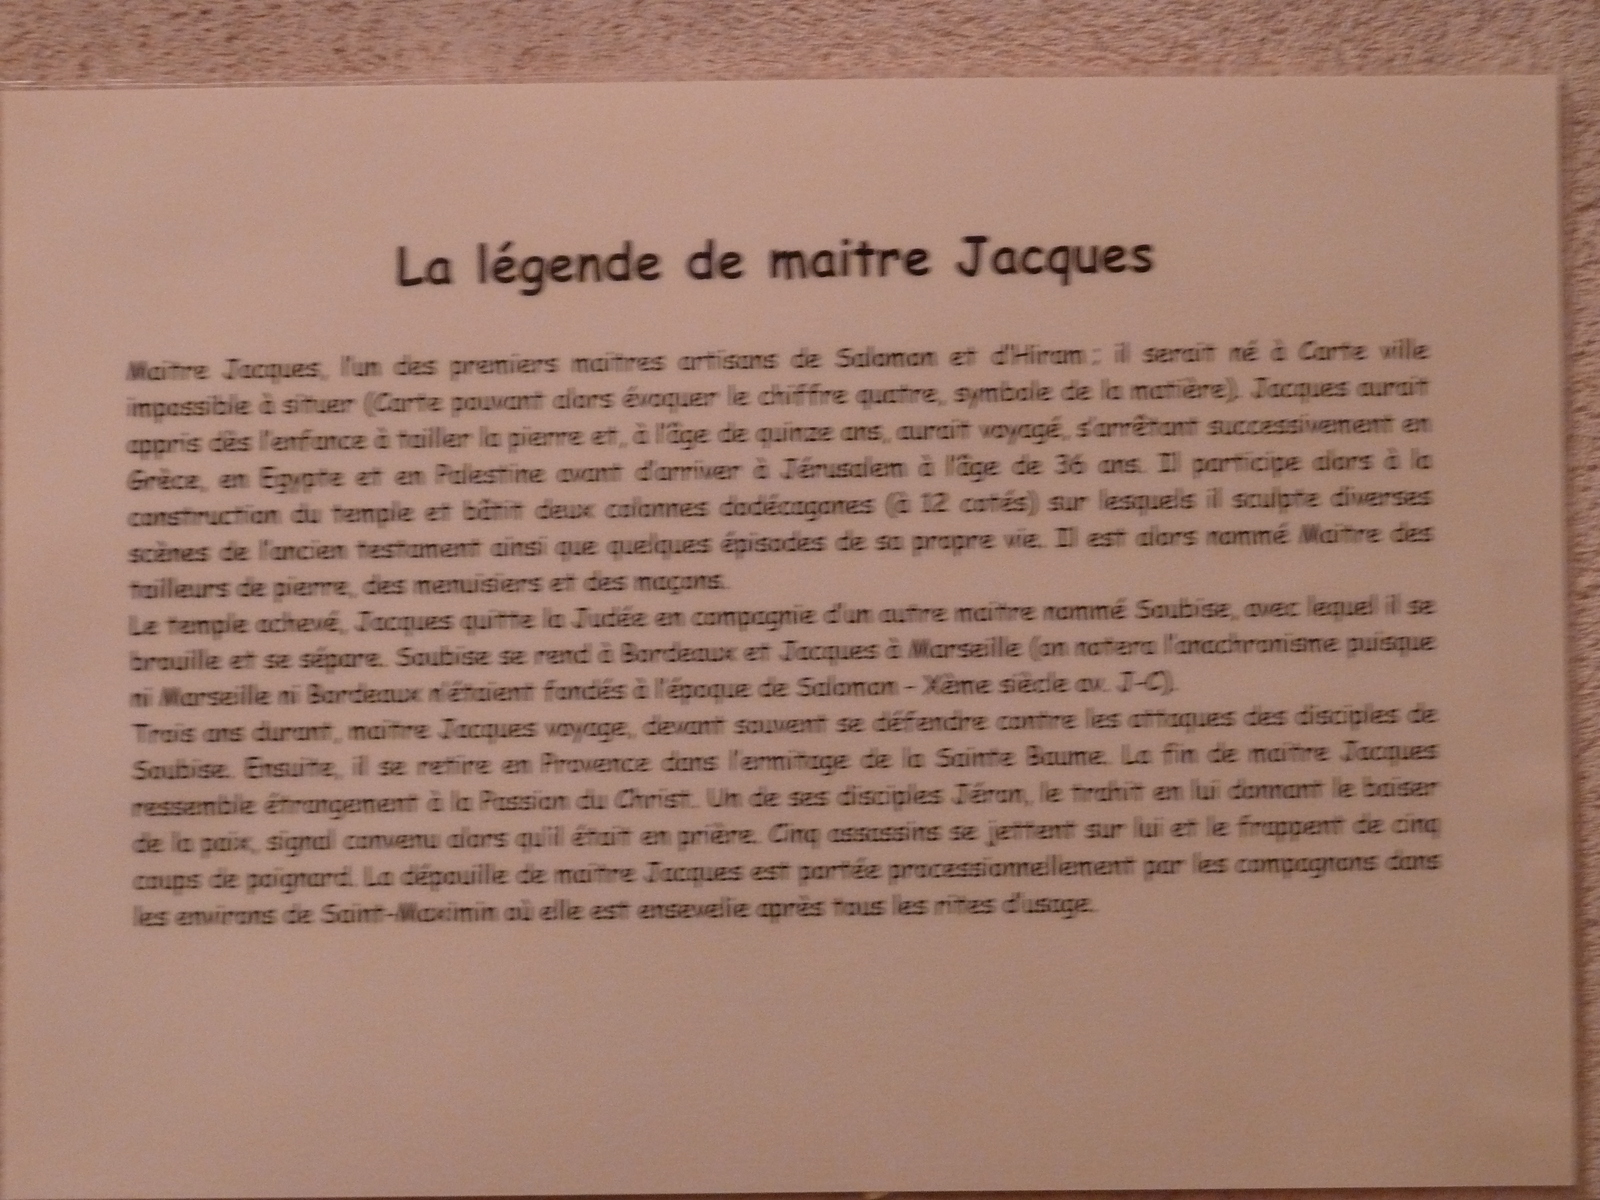 La légende de maitre Jacques
Maitre Jacques, l'un des premiers maitres artisans de Salomon et d'Hiram : il serait né à Carte ville
impossible à situer (Carte pouvant alors évoquer le chiffre quatre, symbole de la matière). Jacques aurait
appris dès l'enfance à tailler la pierre et, à l'âge de quinze ans, aurait voyagé, s'arrêtant successivement en
Grèce, en Egypte et en Palestine avant d'arriver à Jérusalem à l'âge de 36 ans. Il participe alors à la
construction du temple et bâtit deux colonnes dodécagones (à 12 cotés) sur lesquels il sculpte diverses
scènes de l'ancien testament ainsi que quelques épisodes de sa propre vie. Il est alors nommé Maitre des
tailleurs de pierre, des menuisiers et des maçons.
Le temple achevé, Jacques quitte la Judée en compagnie d'un autre maitre nommé Soubise, avec lequel il se
brouille et se sépare. Soubise se rend à Bordeaux et Jacques à Marseille (on notera l'anachronisme puisque
ni Marseille ni Bordeaux n'étaient fondés à l'époque de Salomon - Xème siècle av. J-C).
Trois ans durant, maitre Jacques voyage, devant souvent se défendre contre les attaques des disciples de
Soubise. Ensuite, il se retire en Provence dans l'ermitage de la Sainte Baume. La fin de maitre Jacques
ressemble étrangement à la Passion du Christ. Un de ses disciples Jéron, le trahit en lui donnant le baiser
de la paix, signal convenu alors qu'il était en prière. Cinq assassins se jettent sur lui et le frappent de cinq
coups de poignard. La dépouille de maitre Jacques est portée processionnellement par les compagnons dans
les environs de Saint-Maximin où elle est ensevelie après tous les rites d'usage.